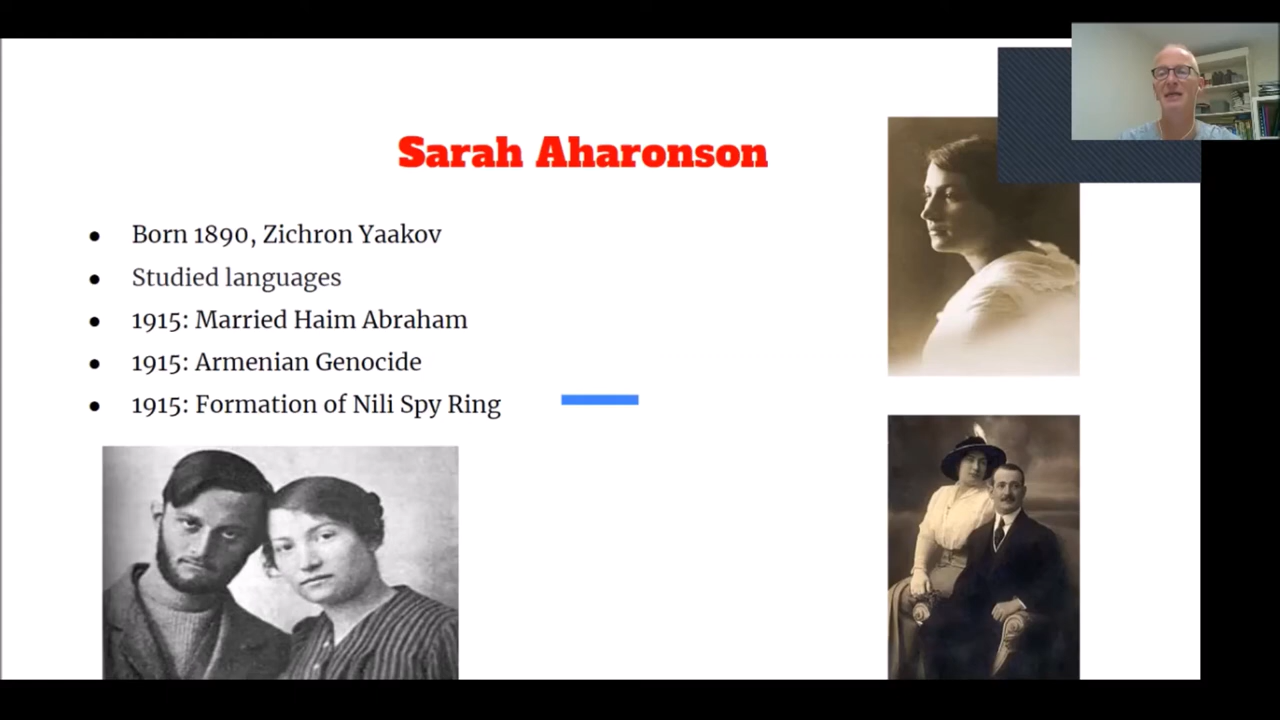 Sarah Aharonson
● Born 1890, Zichron Yaakov
● Studied languages
● 1915: Married Haim Abraham
● 1915: Armenian Genocide
● 1915: Formation of Nili Spy Ring